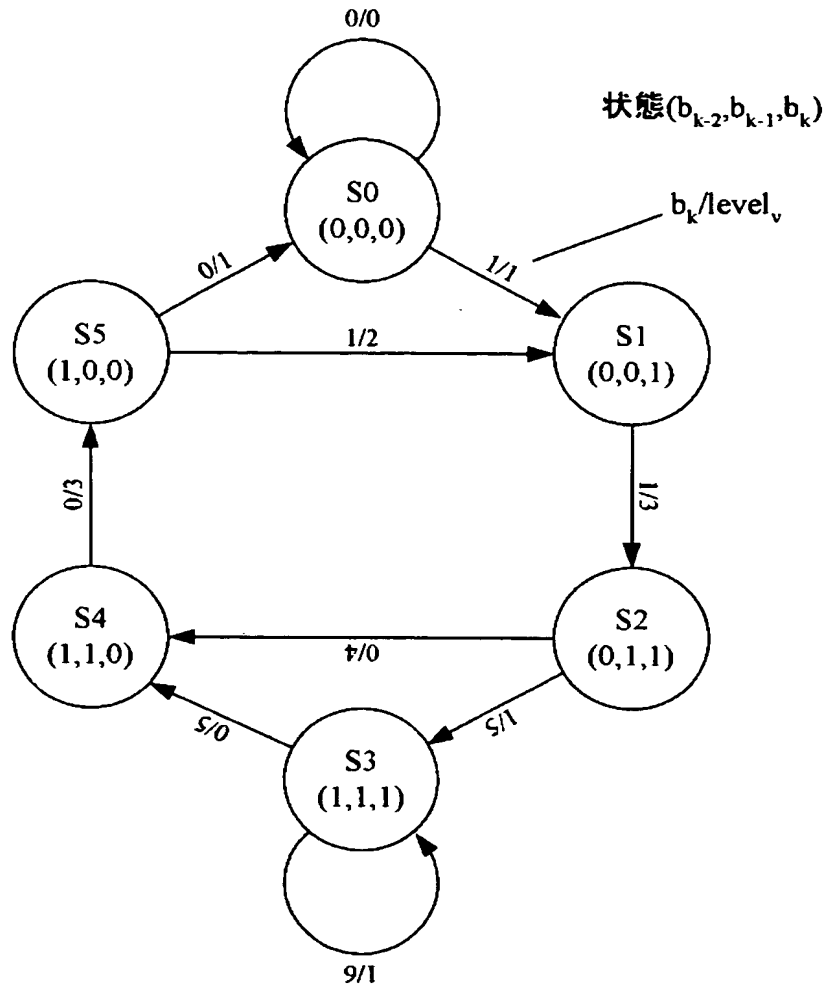 0/0
状態(b_{k-2},b_{k-1},b_k)
S0
(0,0,0)
b_k/level_v
0/1
1/1
S5
(1,0,0)
1/2
S1
(0,0,1)
0/3
1/3
S4
(1,1,0)
0/4
S2
(0,1,1)
0/5
1/5
S3
(1,1,1)
1/6